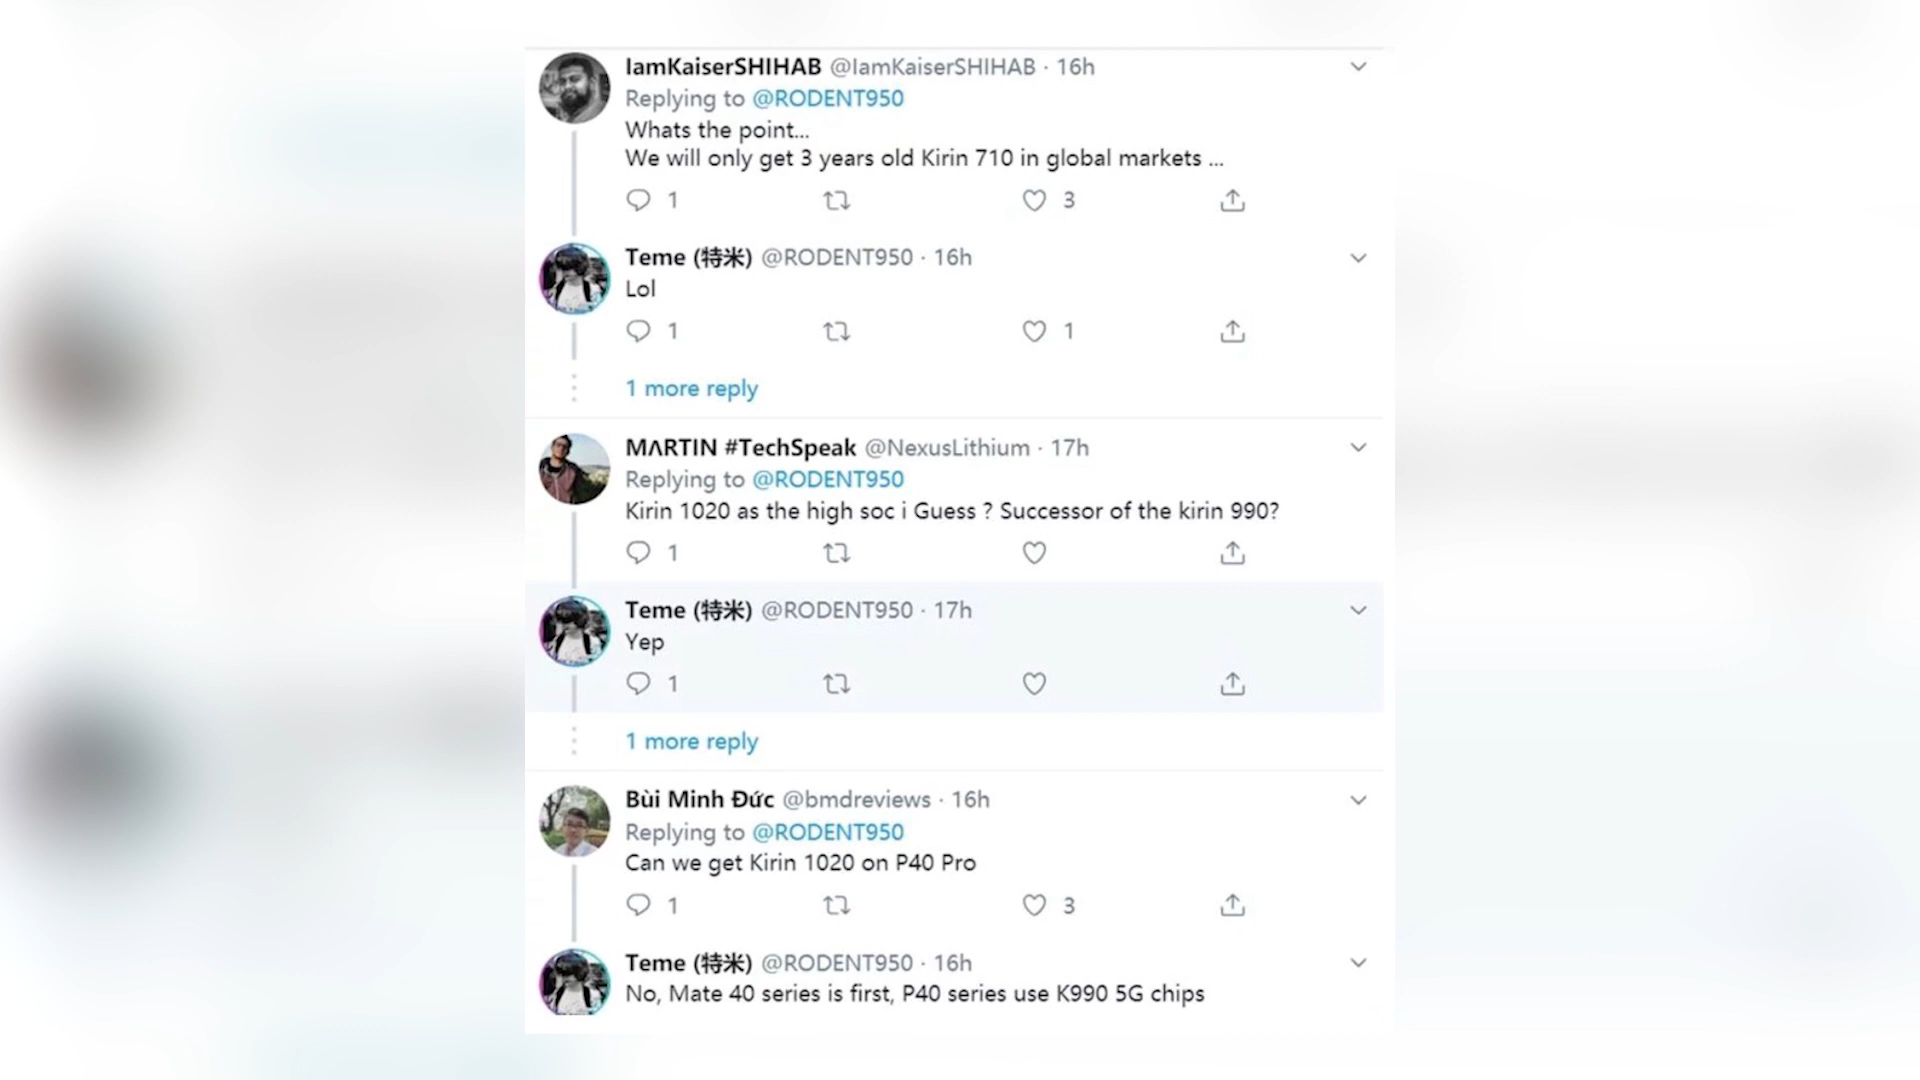 IamKaiserSHIHAB @IamKaiserSHIHAB · 16h
Replying to @RODENT950
Whats the point...
We will only get 3 years old Kirin 710 in global markets ...
1 3
Teme (特米) @RODENT950 · 16h
Lol
1 1
1 more reply
MΛRTIN #TechSpeak @NexusLithium · 17h
Replying to @RODENT950
Kirin 1020 as the high soc i Guess ? Successor of the kirin 990?
1
Teme (特米) @RODENT950 · 17h
Yep
1
1 more reply
Bùi Minh Đức @bmdreviews · 16h
Replying to @RODENT950
Can we get Kirin 1020 on P40 Pro
1 3
Teme (特米) @RODENT950 · 16h
No, Mate 40 series is first, P40 series use K990 5G chips